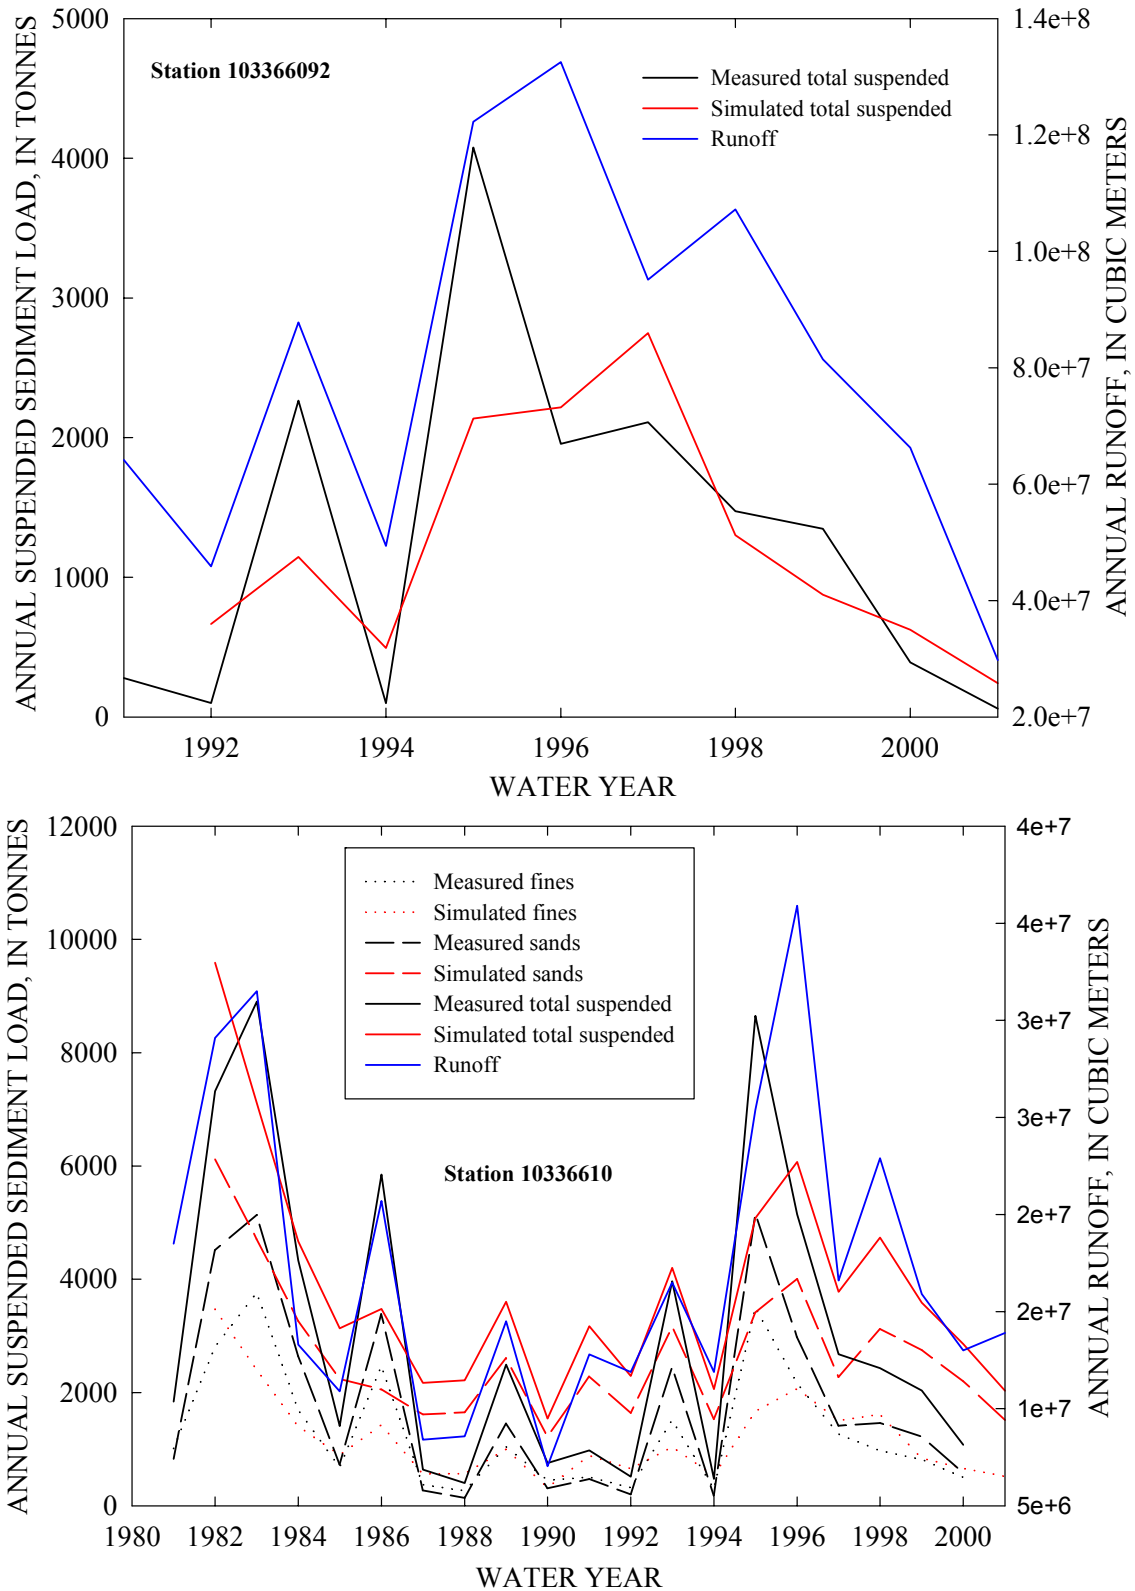 5000
4000
3000
2000
1000
0
ANNUAL SUSPENDED SEDIMENT LOAD, IN TONNES
Station 103366092
Measured total suspended
Simulated total suspended
Runoff
1.4e+8
1.2e+8
1.0e+8
8.0e+7
6.0e+7
4.0e+7
2.0e+7
ANNUAL RUNOFF, IN CUBIC METERS
1992 1994 1996 1998 2000
WATER YEAR
12000
10000
8000
6000
4000
2000
0
ANNUAL SUSPENDED SEDIMENT LOAD, IN TONNES
Measured fines
Simulated fines
Measured sands
Simulated sands
Measured total suspended
Simulated total suspended
Runoff
Station 10336610
4e+7
4e+7
3e+7
3e+7
2e+7
2e+7
1e+7
5e+6
ANNUAL RUNOFF, IN CUBIC METERS
1980 1982 1984 1986 1988 1990 1992 1994 1996 1998 2000
WATER YEAR